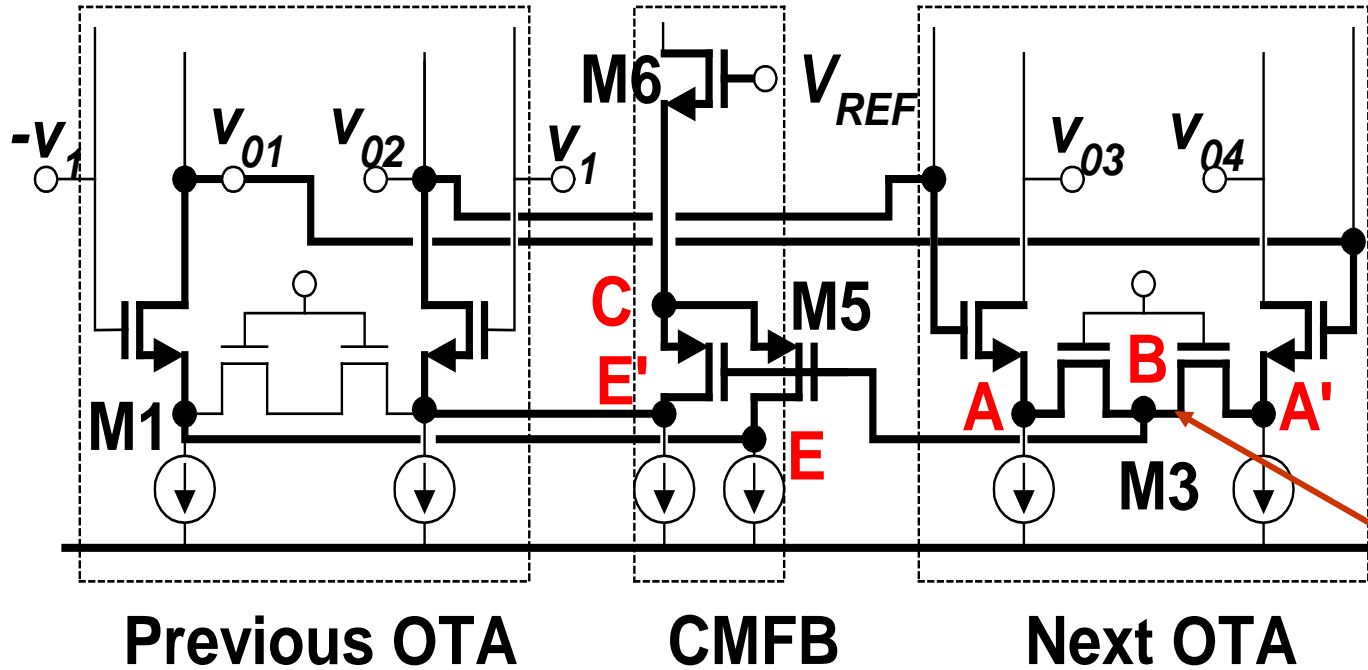 M6
V_REF
-v_1
v_01
v_02
v_1
v_03
v_04
C
M5
E'
B
M1
A
A'
E
M3
Previous OTA
CMFB
Next OTA